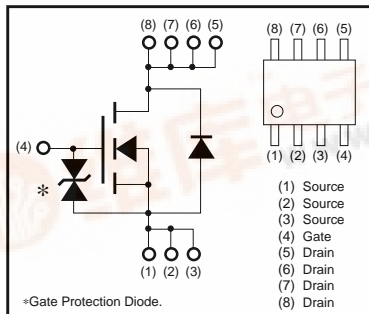 (8) (7) (6) (5)
(4)
*
(1) (2) (3)
*Gate Protection Diode.
(8) (7) (6) (5)
(1) (2) (3) (4)
(1) Source
(2) Source
(3) Source
(4) Gate
(5) Drain
(6) Drain
(7) Drain
(8) Drain